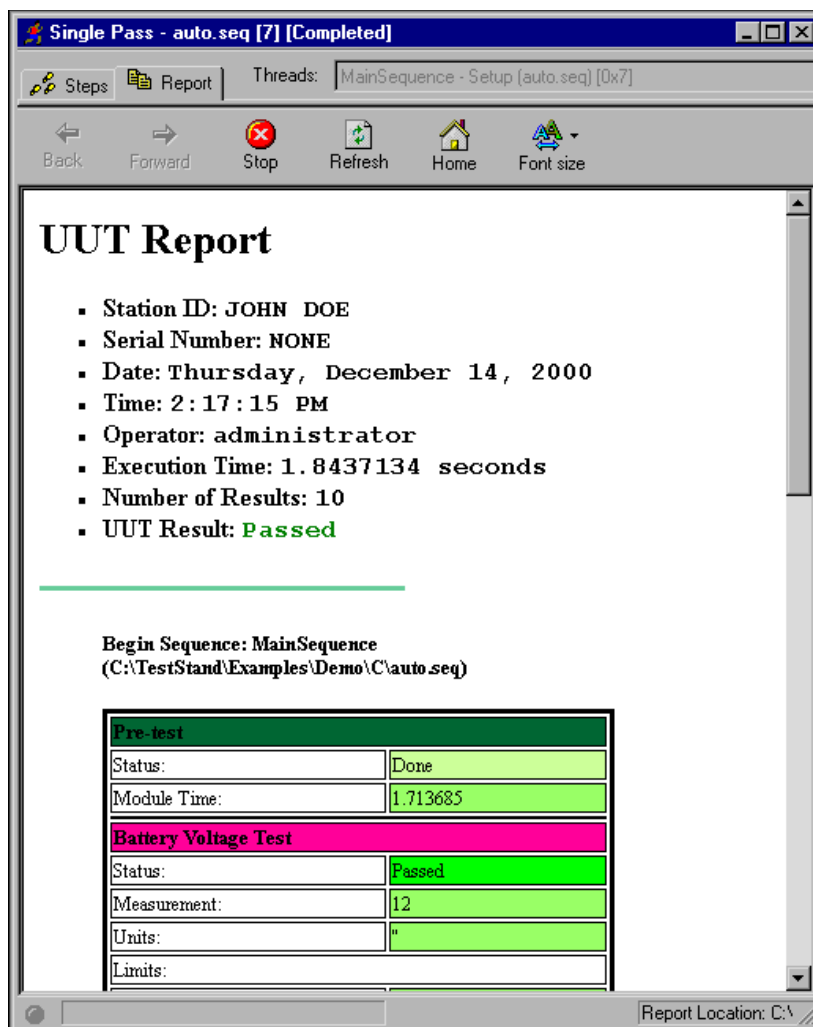 Single Pass - auto.seq [7] [Completed]
Steps
Report
Threads:
MainSequence - Setup (auto.seq) [0x7]
Back
Forward
Stop
Refresh
Home
Font size
UUT Report
Station ID: JOHN DOE
Serial Number: NONE
Date: Thursday, December 14, 2000
Time: 2:17:15 PM
Operator: administrator
Execution Time: 1.8437134 seconds
Number of Results: 10
UUT Result: Passed
Begin Sequence: MainSequence
(C:\TestStand\Examples\Demo\C\auto.seq)
Pre-test
Status: Done
Module Time: 1.713685
Battery Voltage Test
Status: Passed
Measurement: 12
Units: "
Limits:
Report Location: C:\